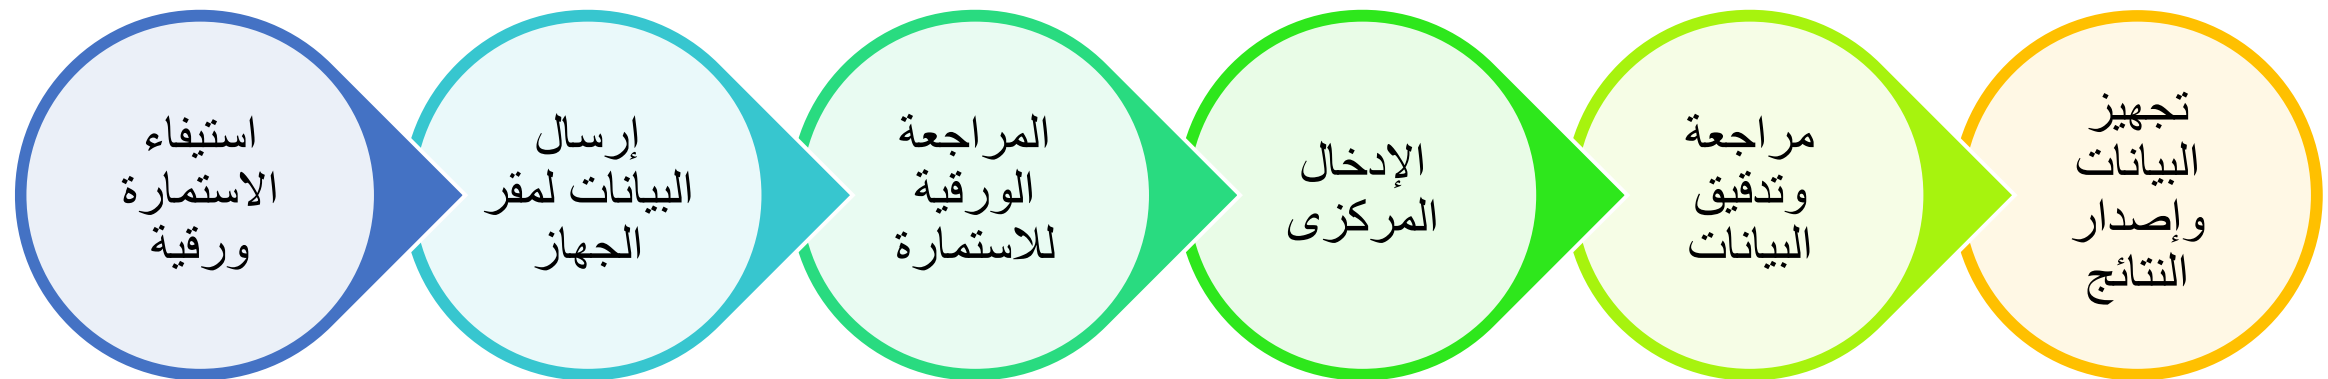 استيفاء
الاستمارة
ورقية
إرسال
البيانات لمقر
الجهاز
المراجعة
الورقية
للاستمارة
الإدخال
المركزى
مراجعة
وتدقيق
البيانات
تجهيز
البيانات
وإصدار
النتائج